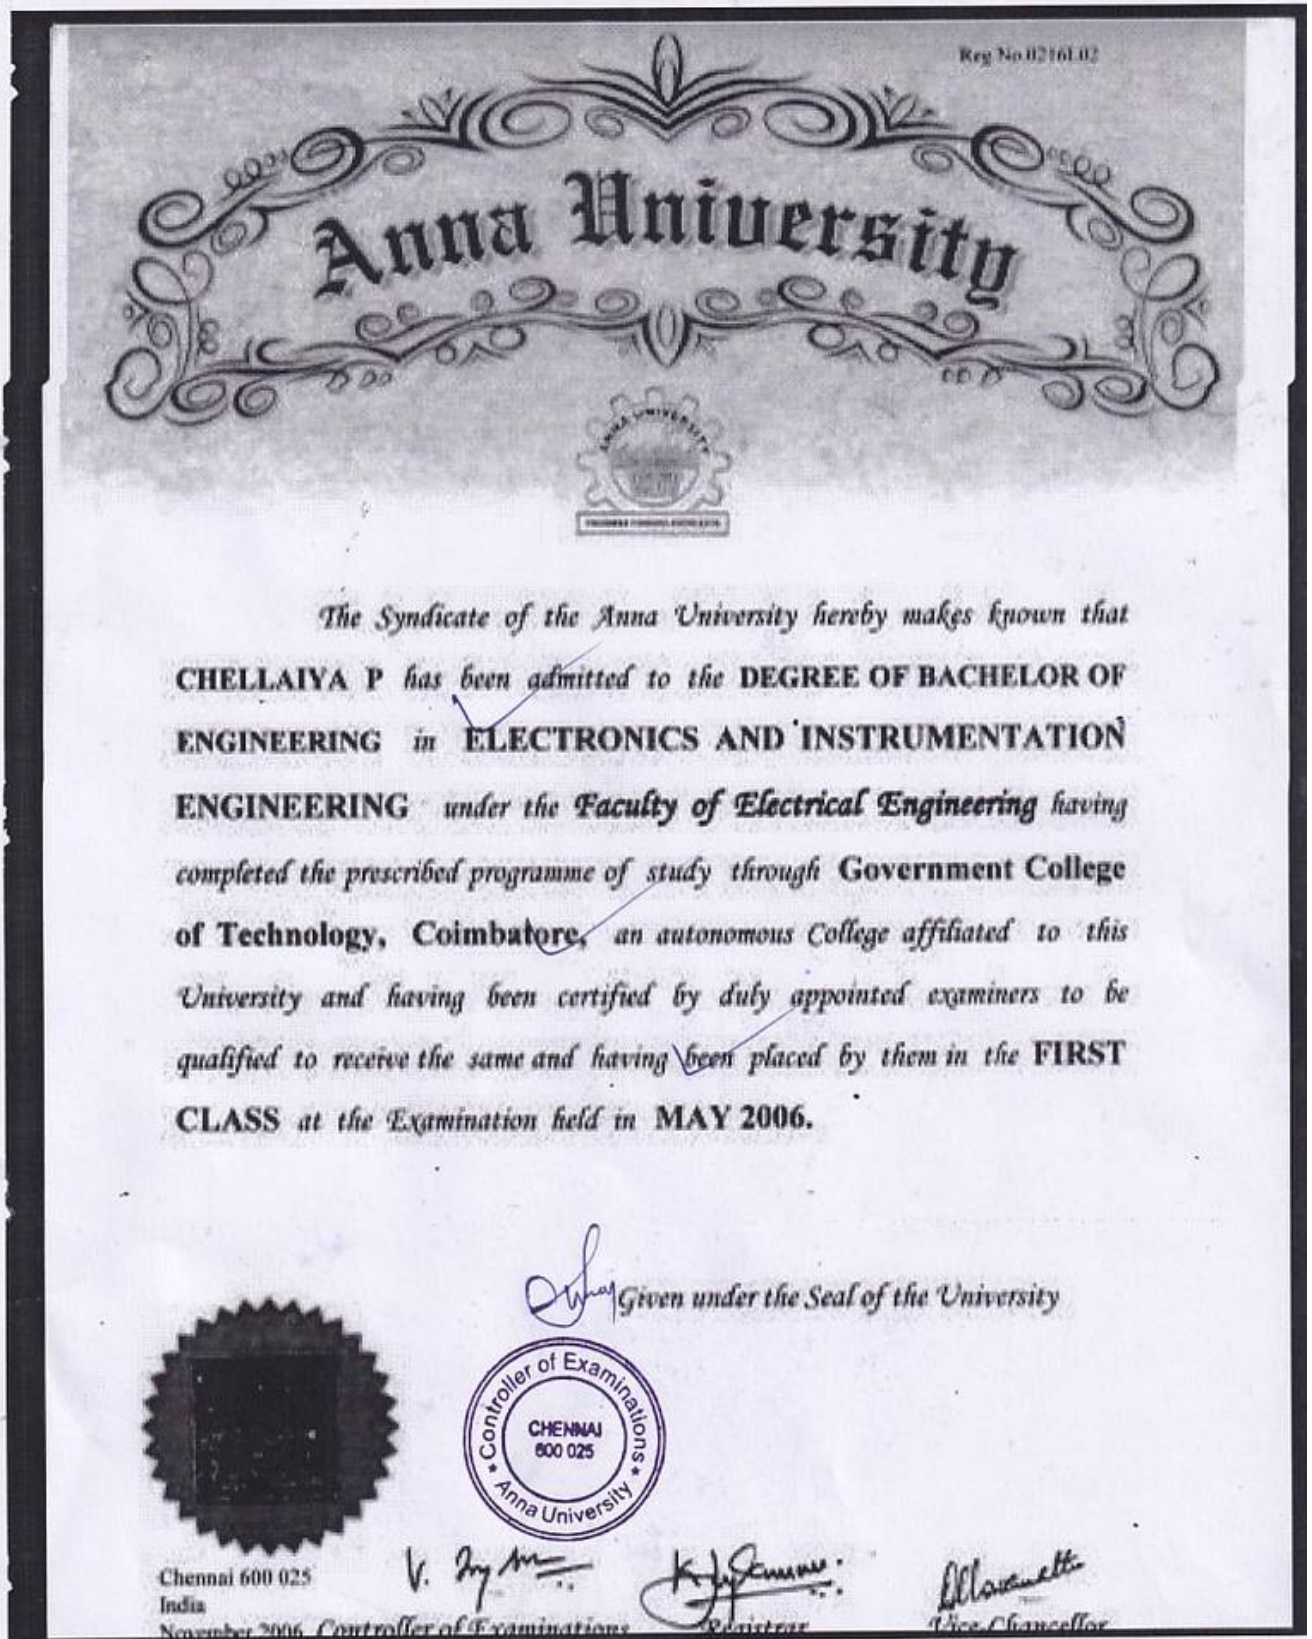 Reg No.0216L02
Anna University
ANNA UNIVERSITY
The Syndicate of the Anna University hereby makes known that
CHELLAIYA P has been admitted to the DEGREE OF BACHELOR OF
ENGINEERING in ELECTRONICS AND INSTRUMENTATION
ENGINEERING under the Faculty of Electrical Engineering having
completed the prescribed programme of study through Government College
of Technology, Coimbatore, an autonomous College affiliated to this
University and having been certified by duly appointed examiners to be
qualified to receive the same and having been placed by them in the FIRST
CLASS at the Examination held in MAY 2006.
Given under the Seal of the University
Controller of Examinations
CHENNAI
600 025
Anna University
Chennai 600 025
India
November 2006 Controller of Examinations Registrar Vice-Chancellor